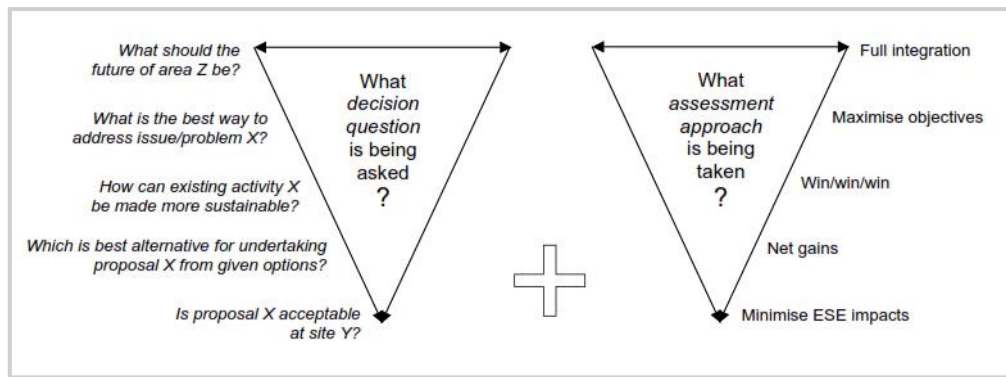 What should the
future of area Z be?
What is the best way to
address issue/problem X?
How can existing activity X
be made more sustainable?
Which is best alternative for undertaking
proposal X from given options?
Is proposal X acceptable
at site Y?
What
decision
question
is being
asked
?
What
assessment
approach
is being
taken
?
Full integration
Maximise objectives
Win/win/win
Net gains
Minimise ESE impacts